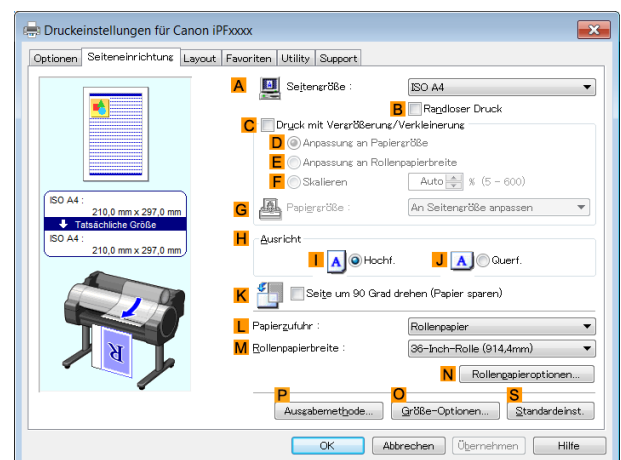 Druckeinstellungen für Canon iPFxxxx
Optionen Seiteneinrichtung Layout Favoriten Utility Support
A Seitengröße : ISO A4
B Randloser Druck
C Druck mit Vergrößerung/Verkleinerung
D Anpassung an Papiergröße
E Anpassung an Rollenpapierbreite
F Skalieren Auto % (5 - 600)
G Papiergröße : An Seitengröße anpassen
ISO A4 :
210,0 mm x 297,0 mm
Tatsächliche Größe
ISO A4 :
210,0 mm x 297,0 mm
H Ausricht
I A Hochf. J A Querf.
K Seite um 90 Grad drehen (Papier sparen)
L Papierzufuhr : Rollenpapier
M Rollenpapierbreite : 36-Inch-Rolle (914,4mm)
N Rollenpapieroptionen...
P O S
Ausgabemethode... Größe-Optionen... Standardeinst.
R
OK Abbrechen Übernehmen Hilfe